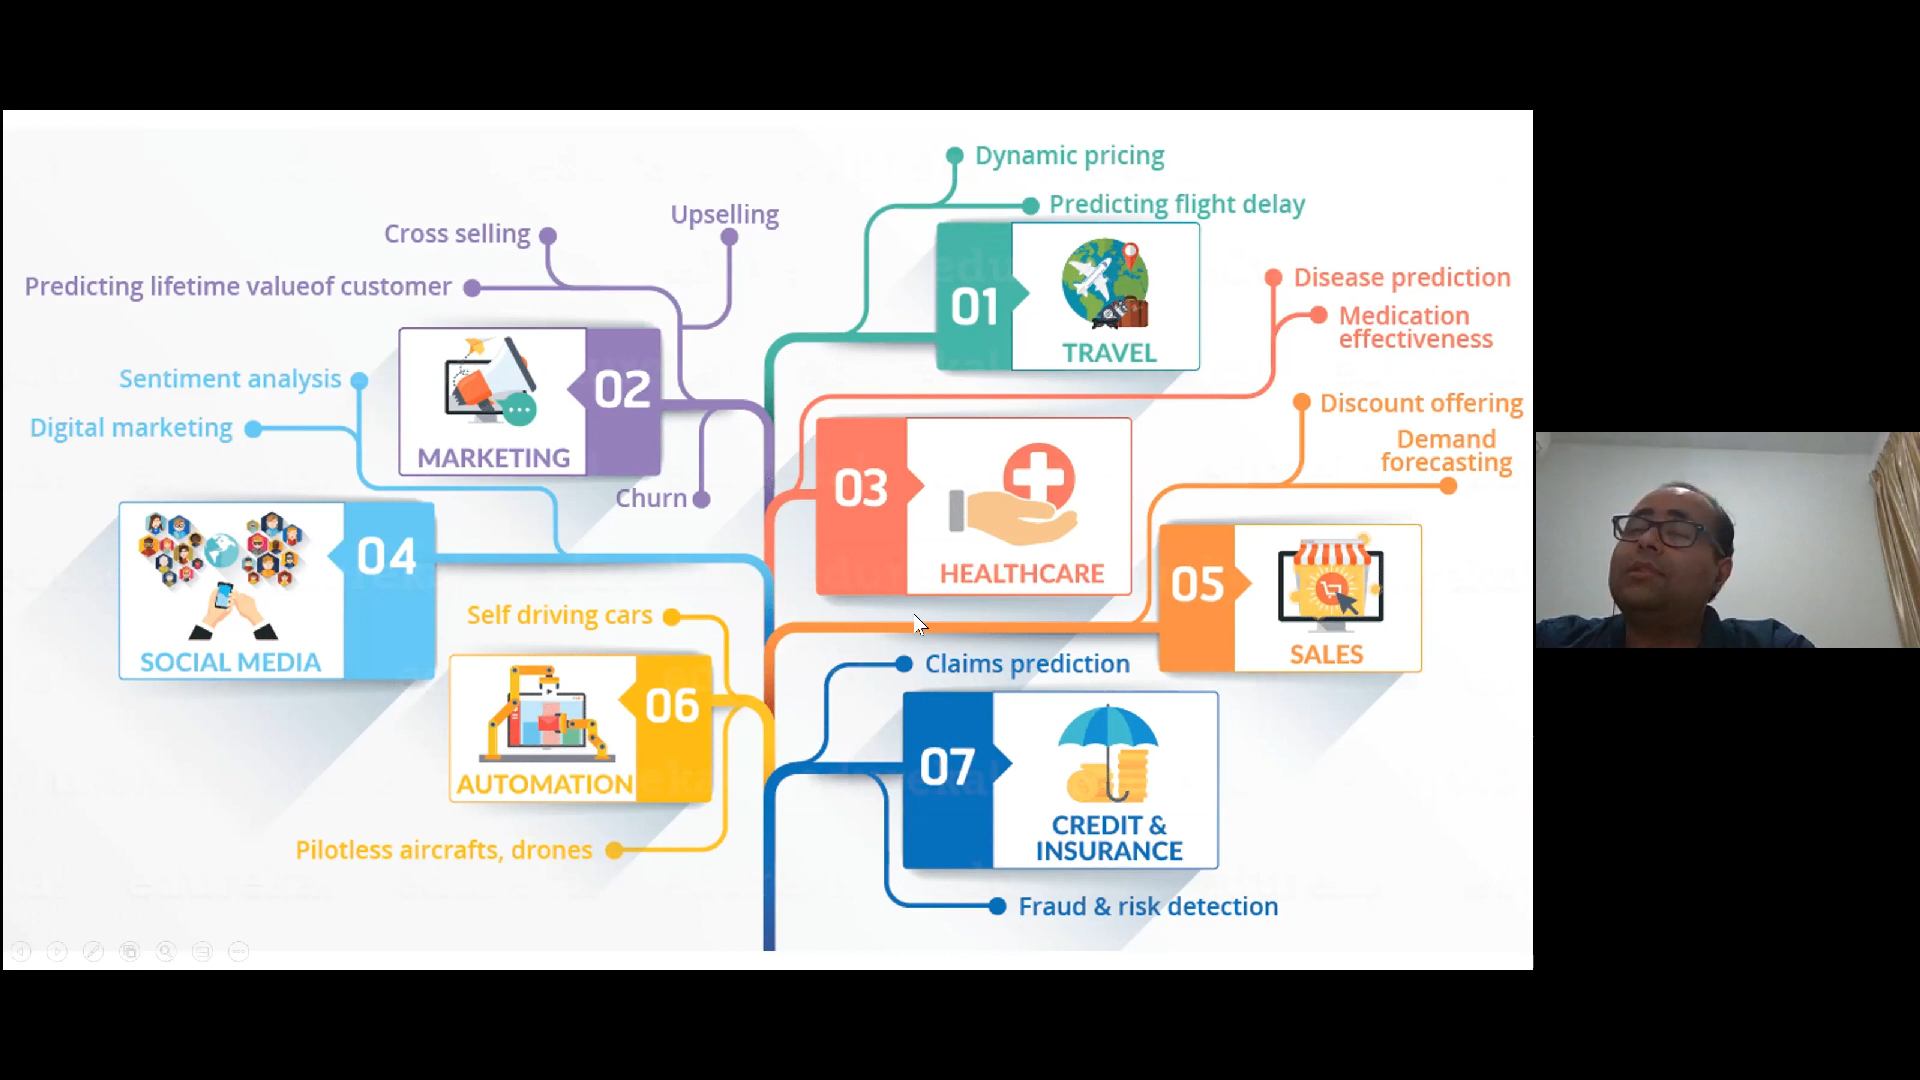 Dynamic pricing
Predicting flight delay
01
TRAVEL
Upselling
Cross selling
Predicting lifetime valueof customer
02
MARKETING
Churn
Disease prediction
Medication
effectiveness
03
HEALTHCARE
Sentiment analysis
Digital marketing
04
SOCIAL MEDIA
Discount offering
Demand
forecasting
05
SALES
Self driving cars
06
AUTOMATION
Pilotless aircrafts, drones
Claims prediction
07
CREDIT &
INSURANCE
Fraud & risk detection